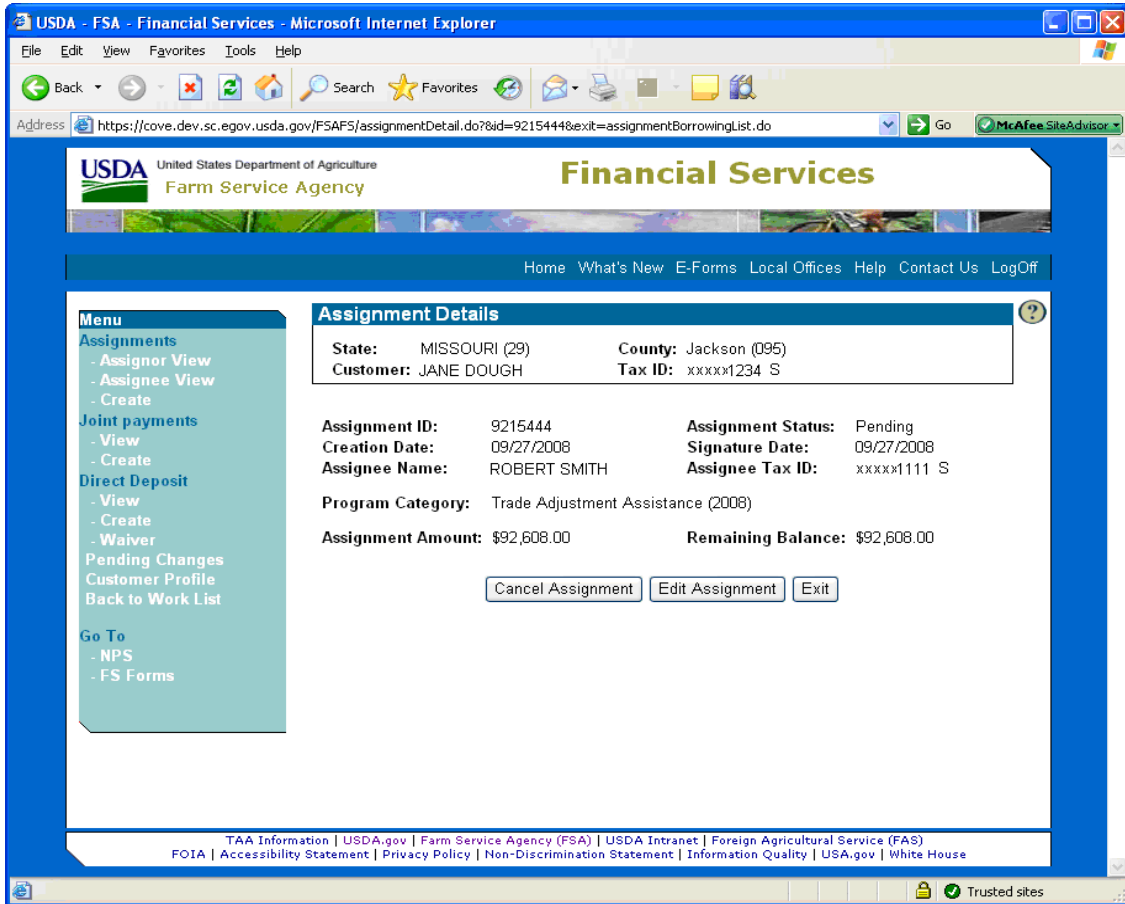 USDA - FSA - Financial Services - Microsoft Internet Explorer
File Edit View Favorites Tools Help
Back Search Favorites
Address https://cove.dev.sc.egov.usda.gov/FSAFS/assignmentDetail.do?&id=9215444&exit=assignmentBorrowingList.do Go McAfee SiteAdvisor
USDA United States Department of Agriculture
Farm Service Agency
Financial Services
Home What's New E-Forms Local Offices Help Contact Us LogOff
Menu
Assignments
- Assignor View
- Assignee View
- Create
Joint payments
- View
- Create
Direct Deposit
- View
- Create
- Waiver
Pending Changes
Customer Profile
Back to Work List
Go To
- NPS
- FS Forms
Assignment Details ?
State: MISSOURI (29) County: Jackson (095)
Customer: JANE DOUGH Tax ID: xxxxx1234 S
Assignment ID: 9215444 Assignment Status: Pending
Creation Date: 09/27/2008 Signature Date: 09/27/2008
Assignee Name: ROBERT SMITH Assignee Tax ID: xxxxx1111 S
Program Category: Trade Adjustment Assistance (2008)
Assignment Amount: $92,608.00 Remaining Balance: $92,608.00
Cancel Assignment Edit Assignment Exit
TAA Information | USDA.gov | Farm Service Agency (FSA) | USDA Intranet | Foreign Agricultural Service (FAS)
FOIA | Accessibility Statement | Privacy Policy | Non-Discrimination Statement | Information Quality | USA.gov | White House
Trusted sites